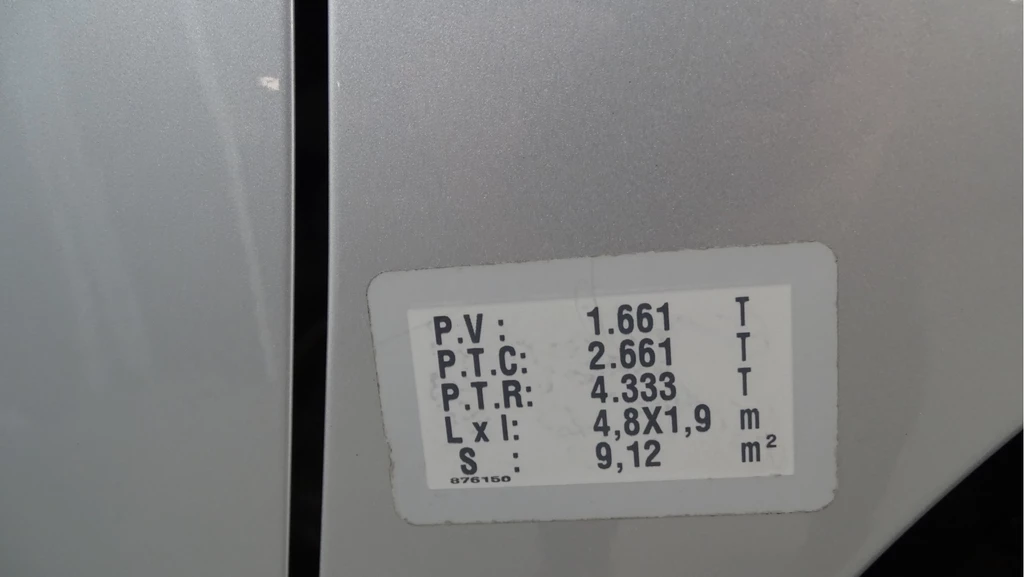 P.V : 1.661 T
P.T.C: 2.661 T
P.T.R: 4.333 T
L x l: 4,8X1,9 m
S : 9,12 m²
876150